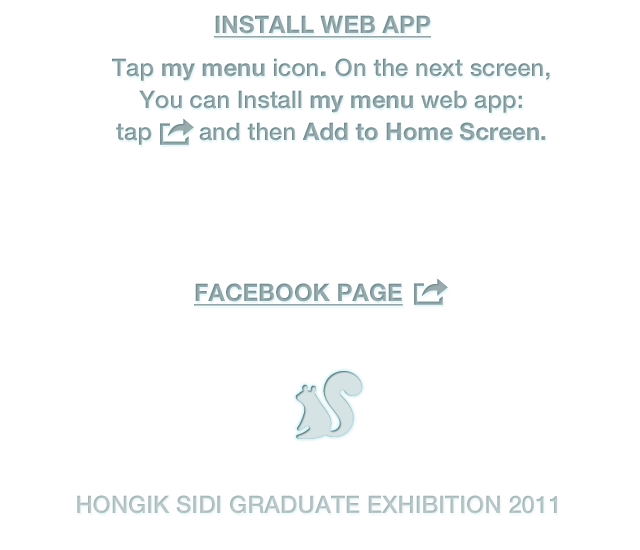 INSTALL WEB APP
Tap my menu icon. On the next screen,
You can Install my menu web app:
tap and then Add to Home Screen.
FACEBOOK PAGE
HONGIK SIDI GRADUATE EXHIBITION 2011